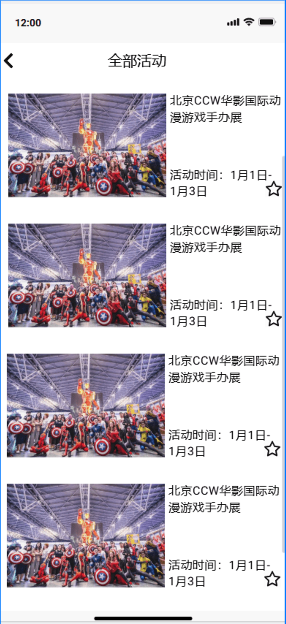 12:00
全部活动
北京CCW华影国际动
漫游戏手办展
活动时间：1月1日-
1月3日
北京CCW华影国际动
漫游戏手办展
活动时间：1月1日-
1月3日
北京CCW华影国际动
漫游戏手办展
活动时间：1月1日-
1月3日
北京CCW华影国际动
漫游戏手办展
活动时间：1月1日-
1月3日